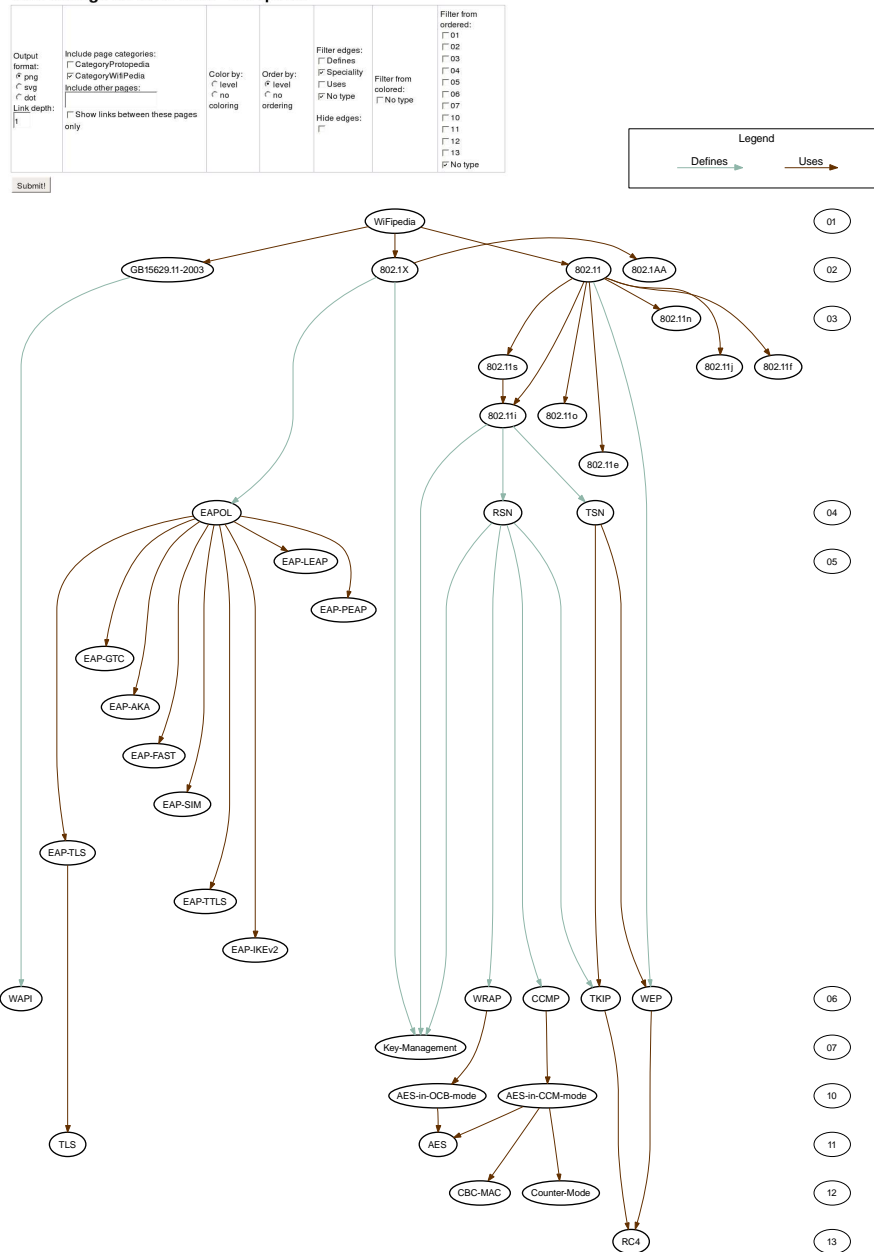 Output
format:
png
svg
dot
Link depth:
1
Include page categories:
CategoryProtopedia
CategoryWifiPedia
Include other pages:
Show links between these pages
only
Color by:
level
no
coloring
Order by:
level
no
ordering
Filter edges:
Defines
Speciality
Uses
No type
Hide edges:
Filter from
colored:
No type
Filter from
ordered:
01
02
03
04
05
06
07
10
11
12
13
No type
Submit!
Legend
Defines
Uses
WiFipedia
01
GB15629.11-2003
802.1X
802.11
802.1AA
02
802.11n
03
802.11s
802.11j
802.11f
802.11i
802.11o
802.11e
EAPOL
RSN
TSN
04
EAP-LEAP
05
EAP-PEAP
EAP-GTC
EAP-AKA
EAP-FAST
EAP-SIM
EAP-TLS
EAP-TTLS
EAP-IKEv2
WAPI
WRAP
CCMP
TKIP
WEP
06
Key-Management
07
AES-in-OCB-mode
AES-in-CCM-mode
10
TLS
AES
11
CBC-MAC
Counter-Mode
12
RC4
13